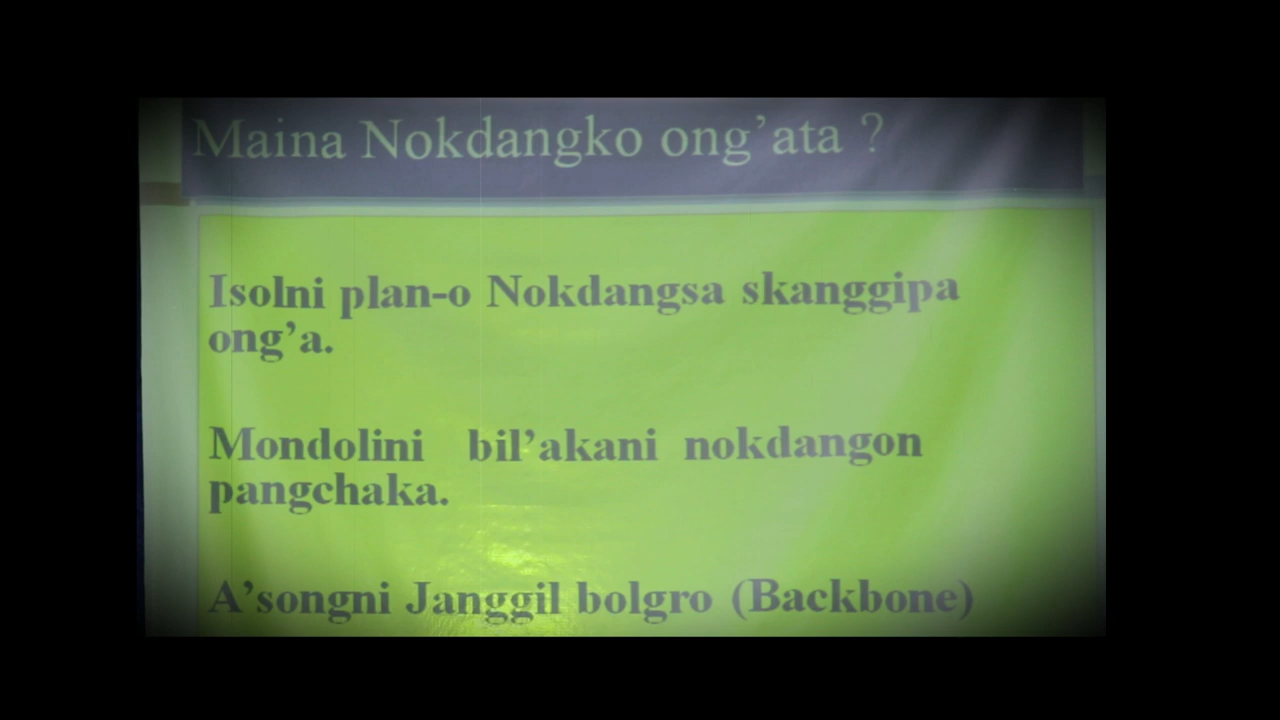 Maina Nokdangko ong’ata ?
Isolni plan-o Nokdangsa skanggipa
ong’a.
Mondolini bil’akani nokdangon
pangchaka.
A’songni Janggil bolgro (Backbone)